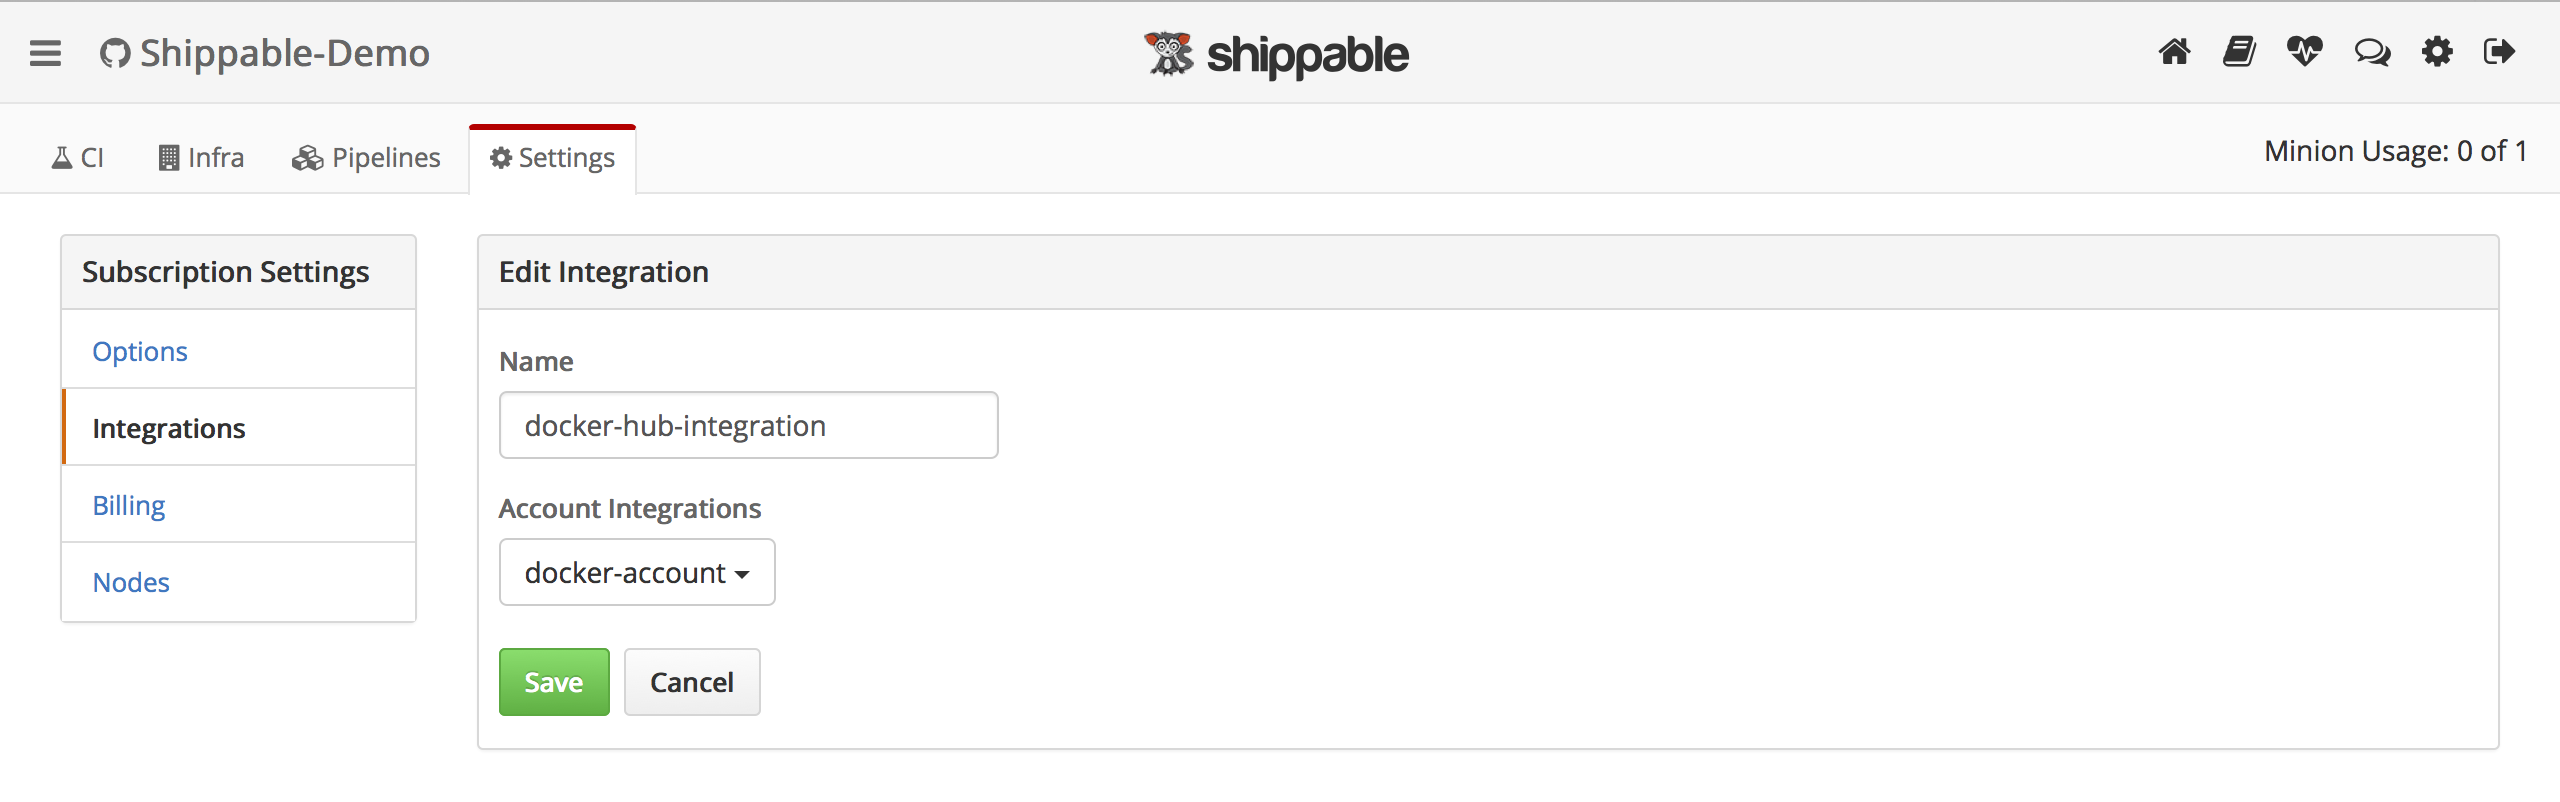 Shippable-Demo
shippable
CI
Infra
Pipelines
Settings
Minion Usage: 0 of 1
Subscription Settings
Options
Integrations
Billing
Nodes
Edit Integration
Name
docker-hub-integration
Account Integrations
docker-account
Save
Cancel